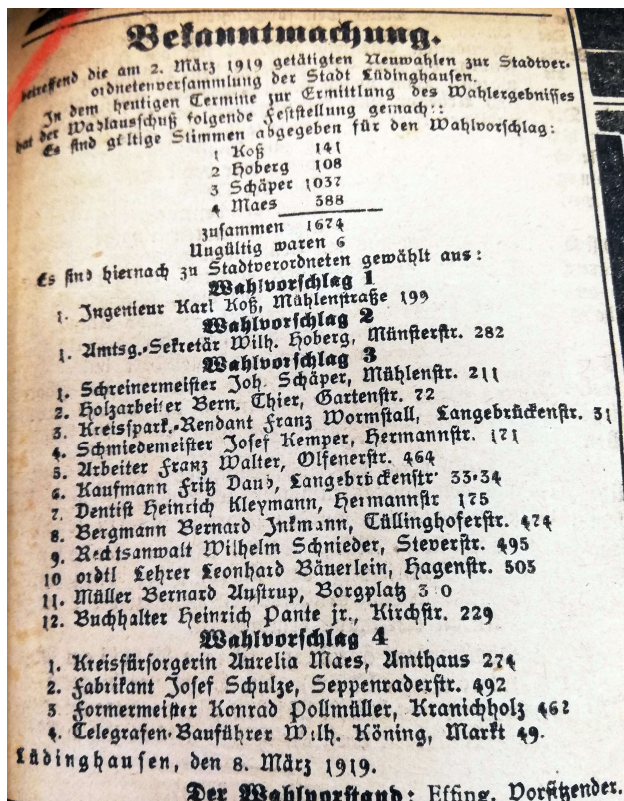 Bekanntmachung.
betreffend die am 2. März 1919 getätigten Neuwahlen zur Stadtver-
ordnetenversammlung der Stadt Lüdinghausen.
In dem heutigen Termine zur Ermittlung des Wahlergebnisses
hat der Wahlausschuß folgende Feststellung gemacht::
Es sind gültige Stimmen abgegeben für den Wahlvorschlag:
1 Koß 141
2 Hoberg 108
3 Schäper 1037
4 Maes 388
zusammen 1674
Ungültig waren 6
Es sind hiernach zu Stadtverordneten gewählt aus:
Wahlvorschlag 1
1. Ingenieur Karl Koß, Mühlenstraße 199
Wahlvorschlag 2
1. Amtsg.-Sekretär Wilh. Hoberg, Münsterstr. 282
Wahlvorschlag 3
1. Schreinermeister Joh. Schäper, Mühlenstr. 211
2. Holzarbeiter Bern. Thier, Gartenstr. 72
3. Kreisspark.-Rendant Franz Wormstall, Langebrückenstr. 31
4. Schmiedemeister Josef Kemper, Hermannstr. 171
5. Arbeiter Franz Walter, Olfenerstr. 464
6. Kaufmann Fritz Daub, Langebrückenstr. 33-34
7. Dentist Heinrich Kleymann, Hermannstr 175
8. Bergmann Bernard Inkmann, Tüllinghoferstr. 474
9. Rechtsanwalt Wilhelm Schnieder, Steverstr. 495
10 ordtl Lehrer Leonhard Bäuerlein, Hagenstr. 503
11. Müller Bernard Austrup, Borgplatz 3 0
12. Buchhalter Heinrich Pante jr., Kirchstr. 229
Wahlvorschlag 4
1. Kreisfürsorgerin Aurelia Maes, Amthaus 274
2. Fabrikant Josef Schulze, Seppenraderstr. 492
3 Formermeister Konrad Pollmüller, Kranichholz 462
4. Telegrafen-Bauführer Wilh. Köning, Markt 49.
Lüdinghausen, den 8. März 1919.
Der Wahlvorstand: Effing, Vorsitzender.